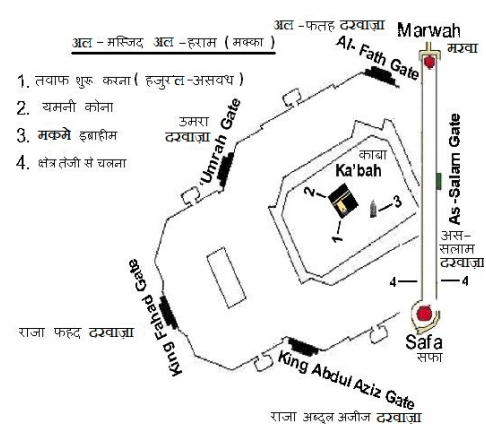 अल - मस्जिद अल -हराम (मक्का )
1. तवाफ शुरू करना ( हजुरल-असवध )
2. यमनी कोना
3. मकमे इब्राहीम
4. क्षेत्र तेजी से चलना
अल -फतह दरवाज़ा
Al- Fath Gate
Marwah
मरवा
उमरा
दरवाज़ा
'Umrah Gate
काबा
Ka'bah
2
1
3
As -Salam Gate
अस-
सलाम
दरवाज़ा
4
4
Safa
सफा
King Fahad Gate
राजा फहद दरवाज़ा
King Abdul Aziz Gate
राजा अब्दुल अजीज दरवाज़ा